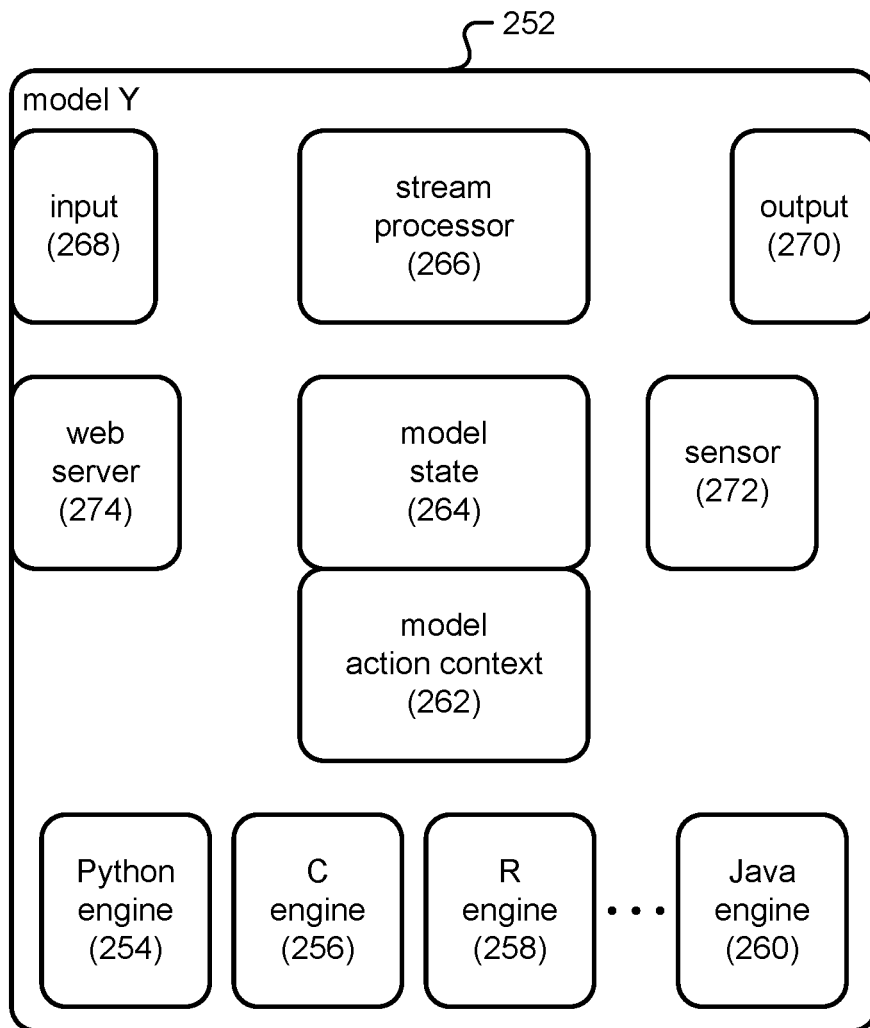 252
model Y
input
(268)
stream
processor
(266)
output
(270)
web
server
(274)
model
state
(264)
sensor
(272)
model
action context
(262)
Python
engine
(254)
C
engine
(256)
R
engine
(258)
• • •
Java
engine
(260)